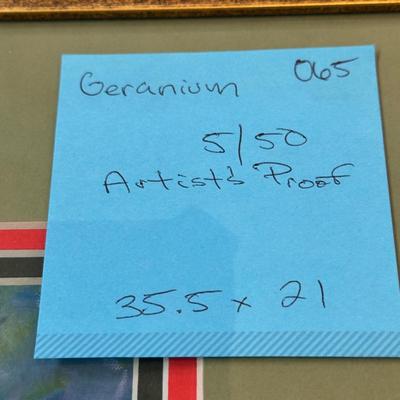 Geranium 065
5/50
Artist's Proof
35.5 x 21